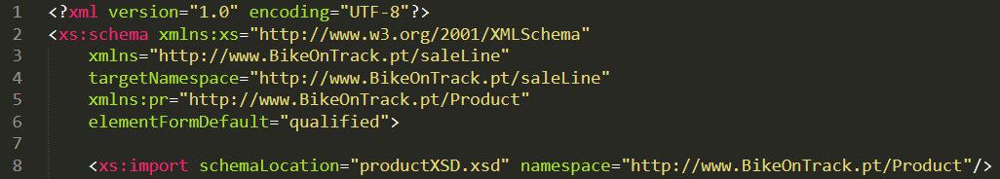 1 <?xml version="1.0" encoding="UTF-8"?>
2 <xs:schema xmlns:xs="http://www.w3.org/2001/XMLSchema"
3     xmlns="http://www.BikeOnTrack.pt/saleLine"
4     targetNamespace="http://www.BikeOnTrack.pt/saleLine"
5     xmlns:pr="http://www.BikeOnTrack.pt/Product"
6     elementFormDefault="qualified">
7
8     <xs:import schemaLocation="productXSD.xsd" namespace="http://www.BikeOnTrack.pt/Product"/>